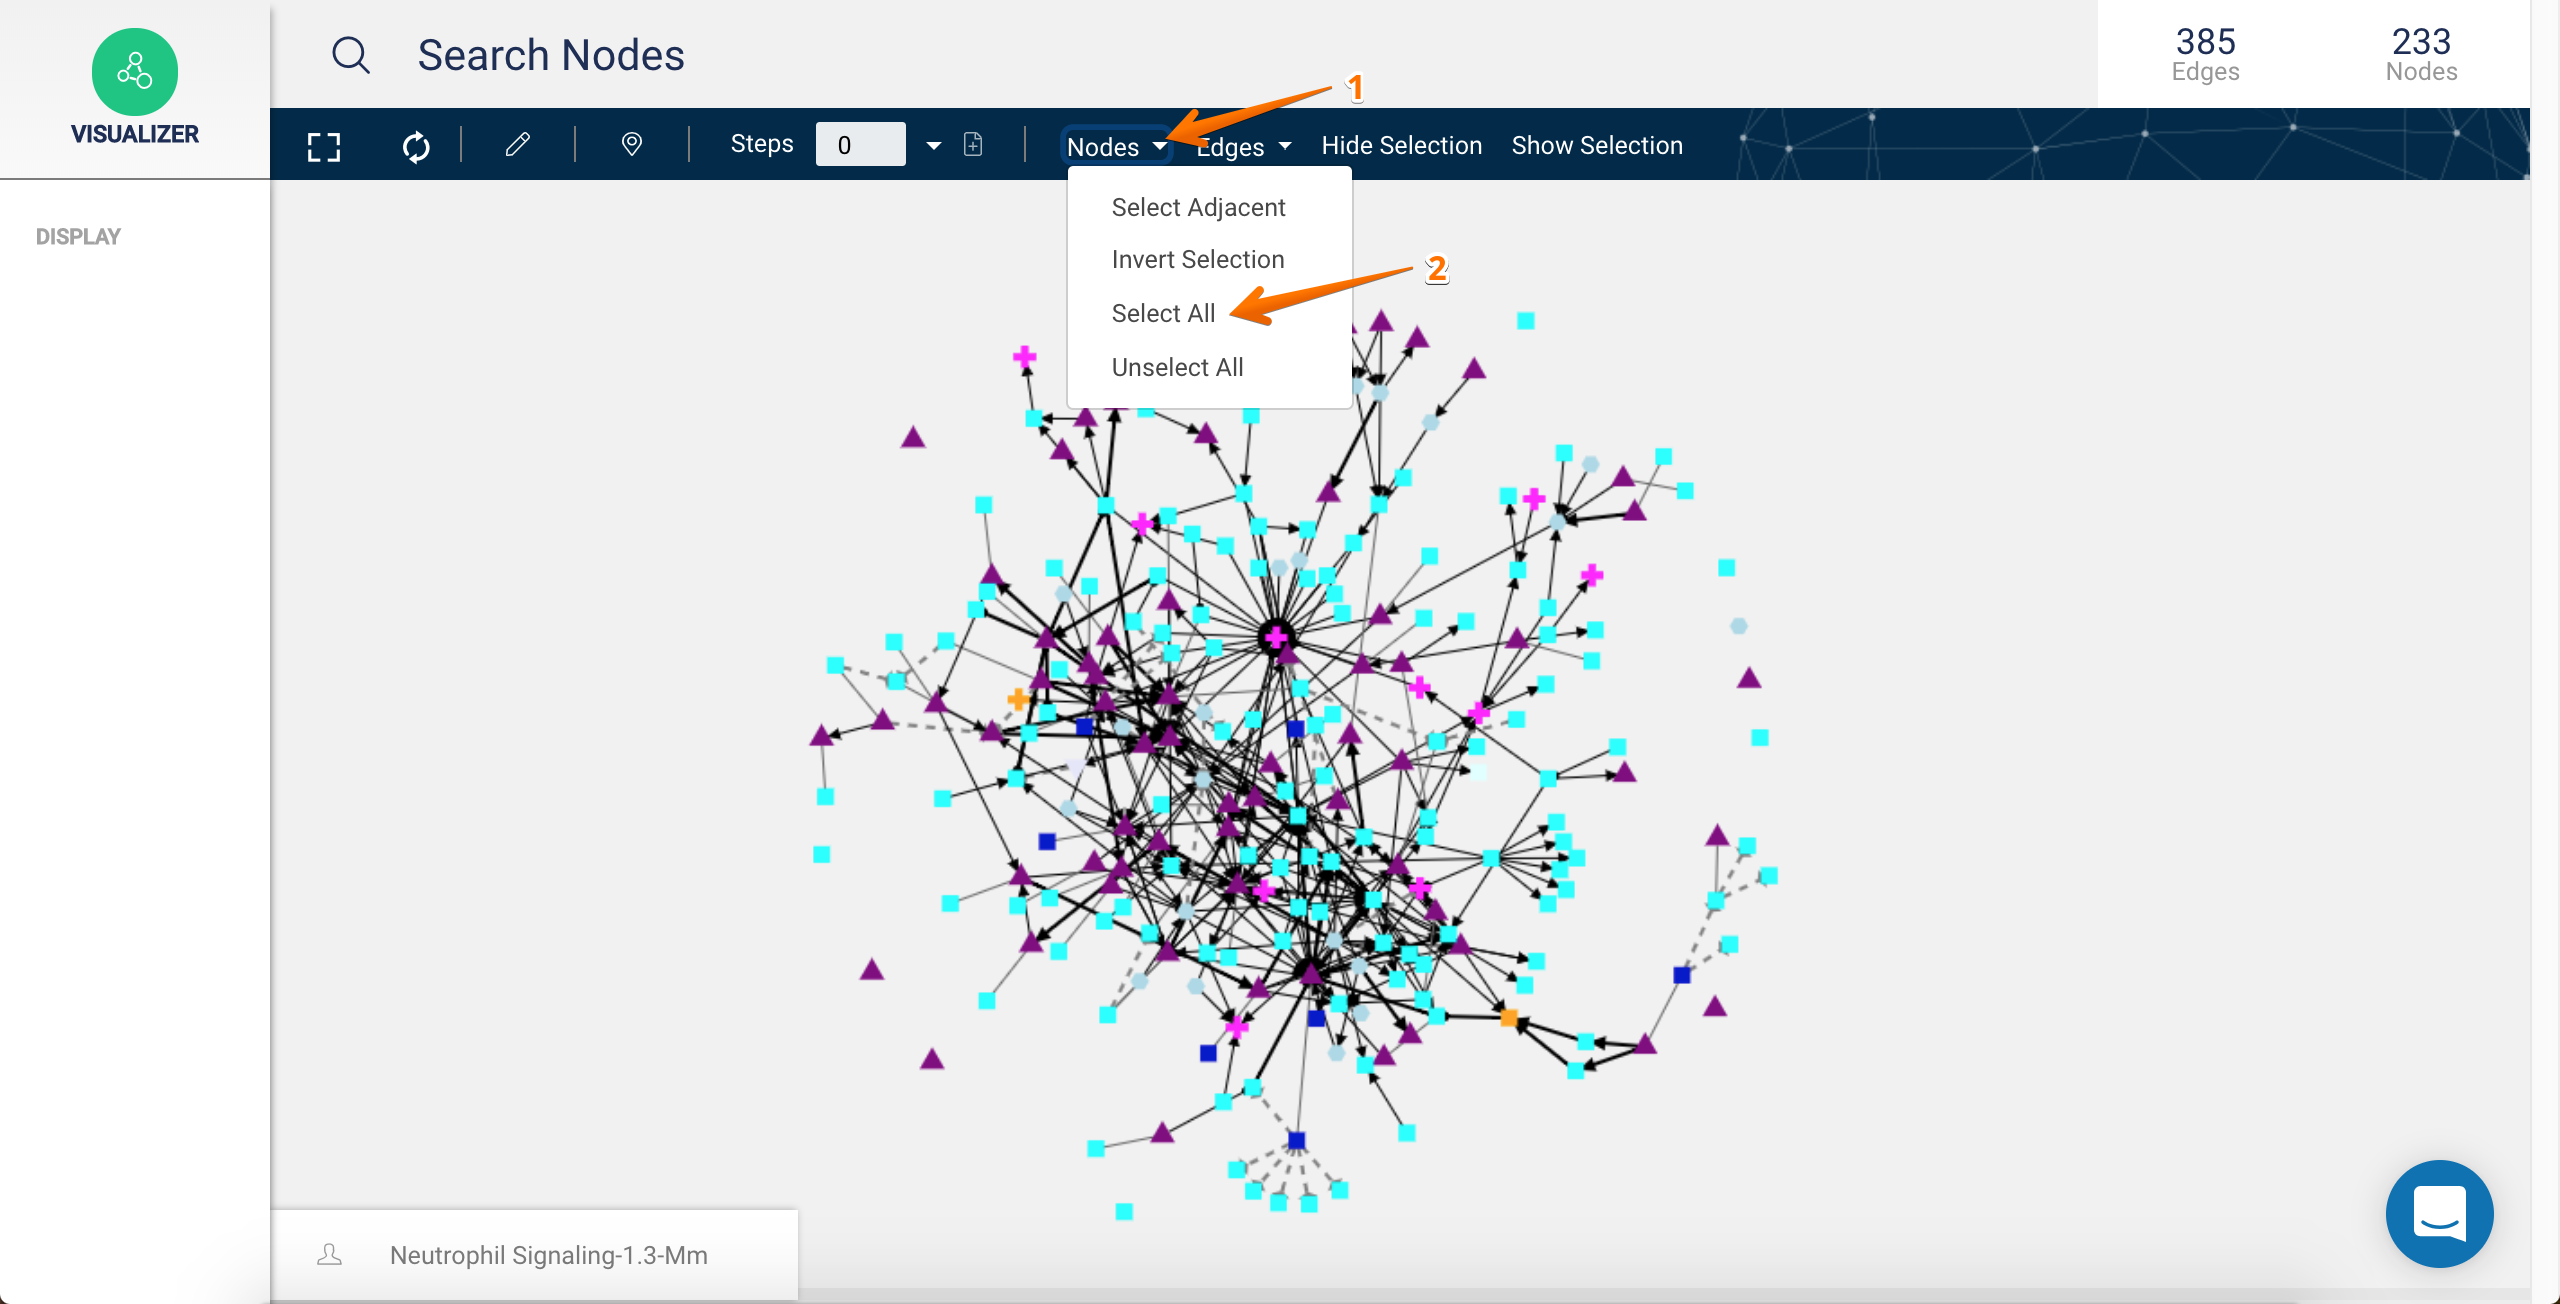 VISUALIZER
Search Nodes
385
Edges
233
Nodes
1
Steps 0 Nodes Edges Hide Selection Show Selection
DISPLAY
Select Adjacent
Invert Selection
2
Select All
Unselect All
Neutrophil Signaling-1.3-Mm